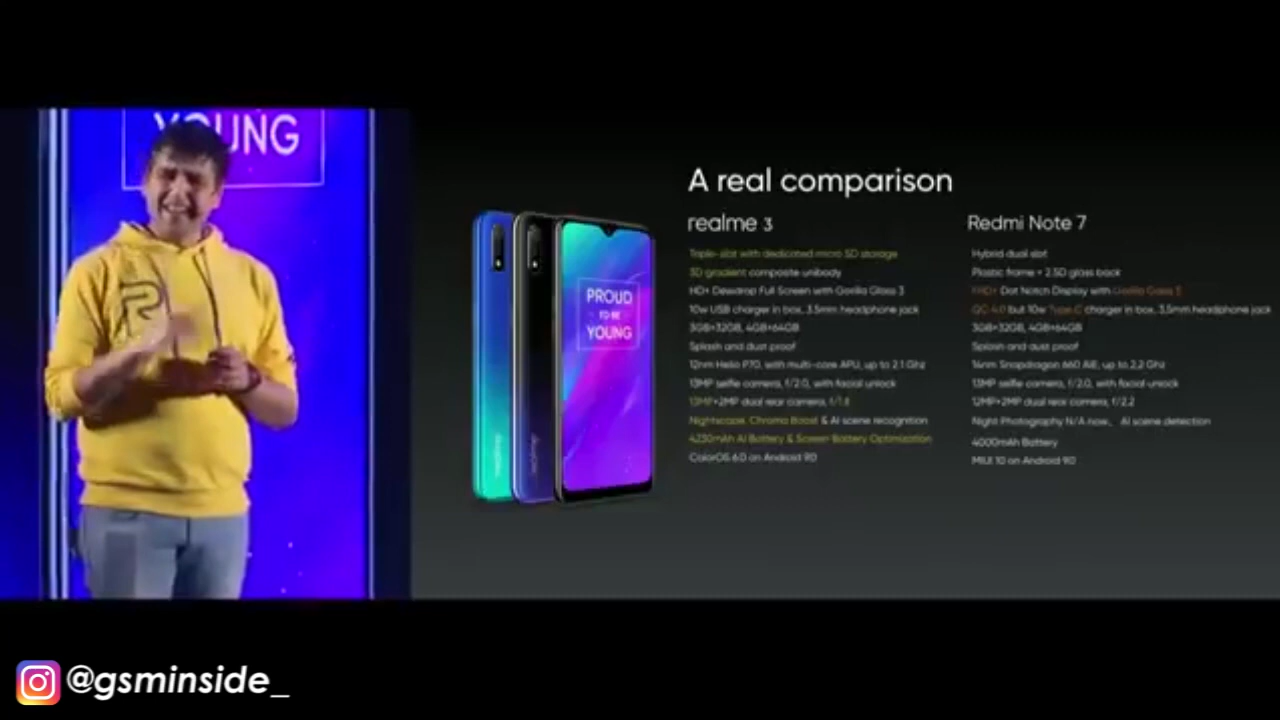 YOUNG
A real comparison
realme 3
Triple-slot with dedicated micro SD storage
3D gradient composite unibody
HD+ Dewdrop Full Screen with Gorilla Glass 3
10w USB charger in box, 3.5mm headphone jack
3GB+32GB, 4GB+64GB
Splash and dust proof
12nm Helio P70, with multi-core APU, up to 2.1 Ghz
13MP selfie camera, f/2.0, with facial unlock
13MP+2MP dual rear camera, f/1.8
Nightscape, Chroma Boost & AI scene recognition
4230mAh AI Battery & Screen Battery Optimization
ColorOS 6.0 on Android 9.0
Redmi Note 7
Hybrid dual slot
Plastic frame + 2.5D glass back
FHD+ Dot Notch Display with Gorilla Glass 5
QC 4.0 but 10w Type C charger in box, 3.5mm headphone jack
3GB+32GB, 4GB+64GB
Splash and dust proof
14nm Snapdragon 660 AIE, up to 2.2 Ghz
13MP selfie camera, f/2.0, with facial unlock
12MP+2MP dual rear camera, f/2.2
Night Photography N/A now、 AI scene detection
4000mAh Battery
MIUI 10 on Android 9.0
PROUD
TO BE
YOUNG
realme
@gsminside_